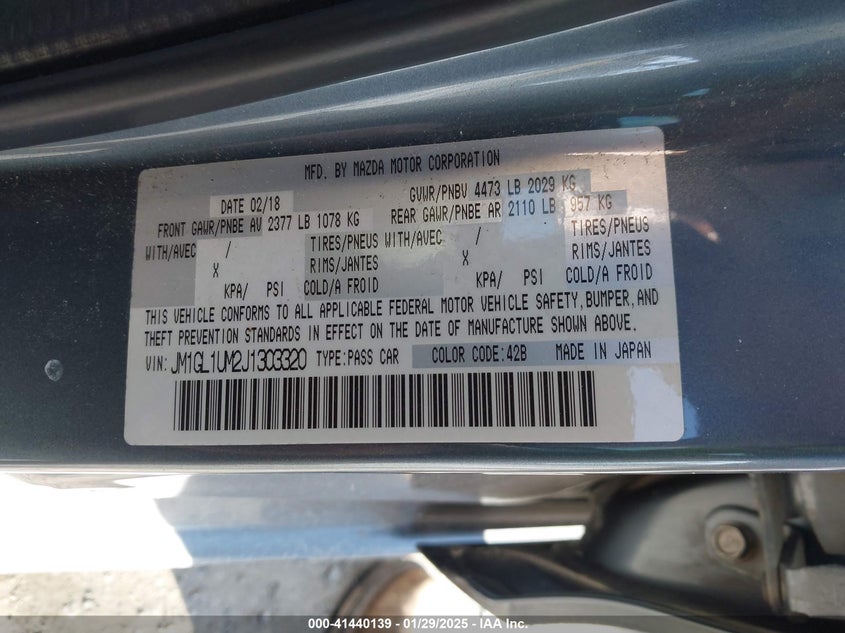 MFD. BY MAZDA MOTOR CORPORATION
DATE 02/18 GVWR/PNBV 4473 LB 2029 KG
FRONT GAWR/PNBE AV 2377 LB 1078 KG REAR GAWR/PNBE AR 2110 LB 957 KG
WITH/AVEC / TIRES/PNEUS WITH/AVEC / TIRES/PNEUS
X RIMS/JANTES X RIMS/JANTES
KPA/ PSI COLD/A FROID KPA/ PSI COLD/A FROID
THIS VEHICLE CONFORMS TO ALL APPLICABLE FEDERAL MOTOR VEHICLE SAFETY, BUMPER, AND
THEFT PREVENTION STANDARDS IN EFFECT ON THE DATE OF MANUFACTURE SHOWN ABOVE.
VIN: JM1GL1UM2J1303320 TYPE:PASS CAR COLOR CODE:42B MADE IN JAPAN
000-41440139 - 01/29/2025 - IAA Inc.